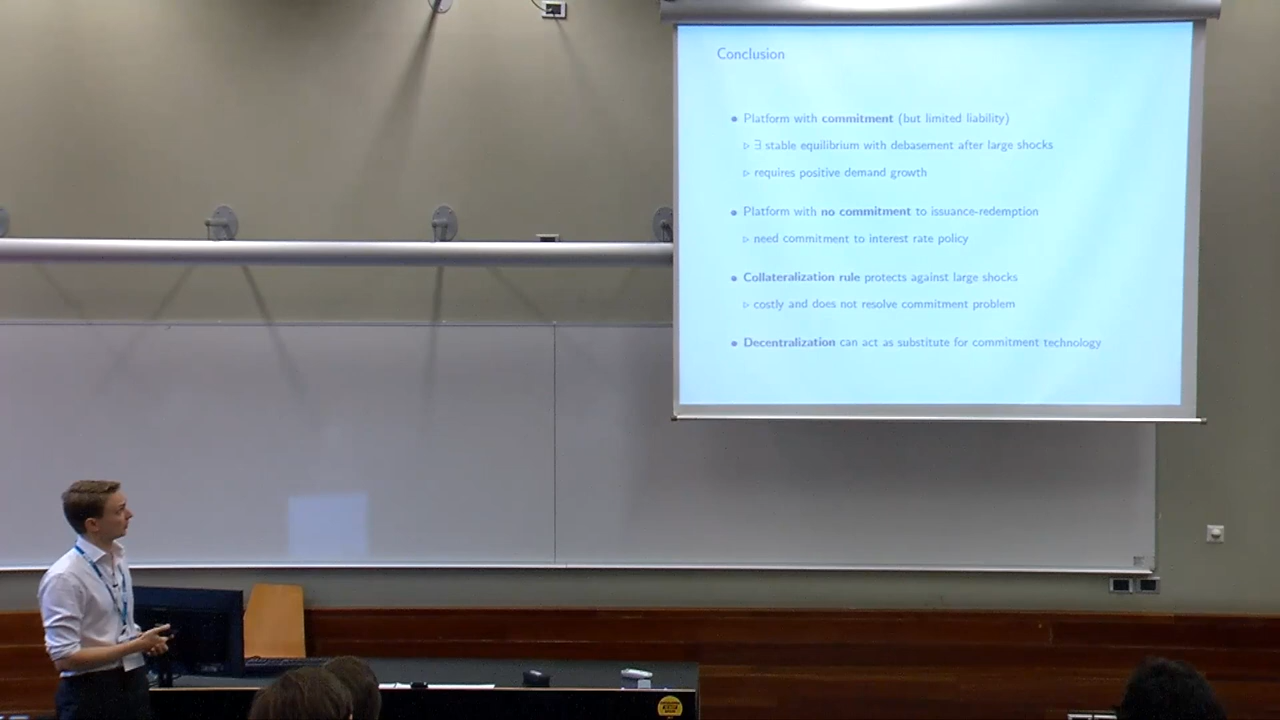 Conclusion
● Platform with commitment (but limited liability)
▷ ∃ stable equilibrium with debasement after large shocks
▷ requires positive demand growth
● Platform with no commitment to issuance-redemption
▷ need commitment to interest rate policy
● Collateralization rule protects against large shocks
▷ costly and does not resolve commitment problem
● Decentralization can act as substitute for commitment technology